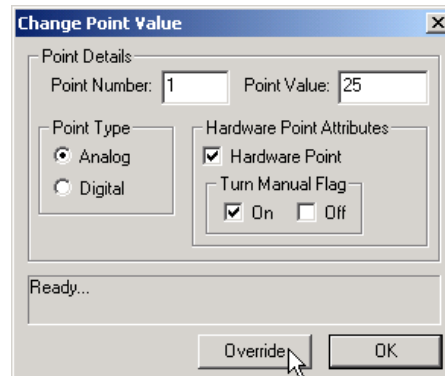 Change Point Value
Point Details
Point Number: 1 Point Value: 25
Point Type Hardware Point Attributes
Analog Hardware Point
Digital Turn Manual Flag
On Off
Ready...
Override OK